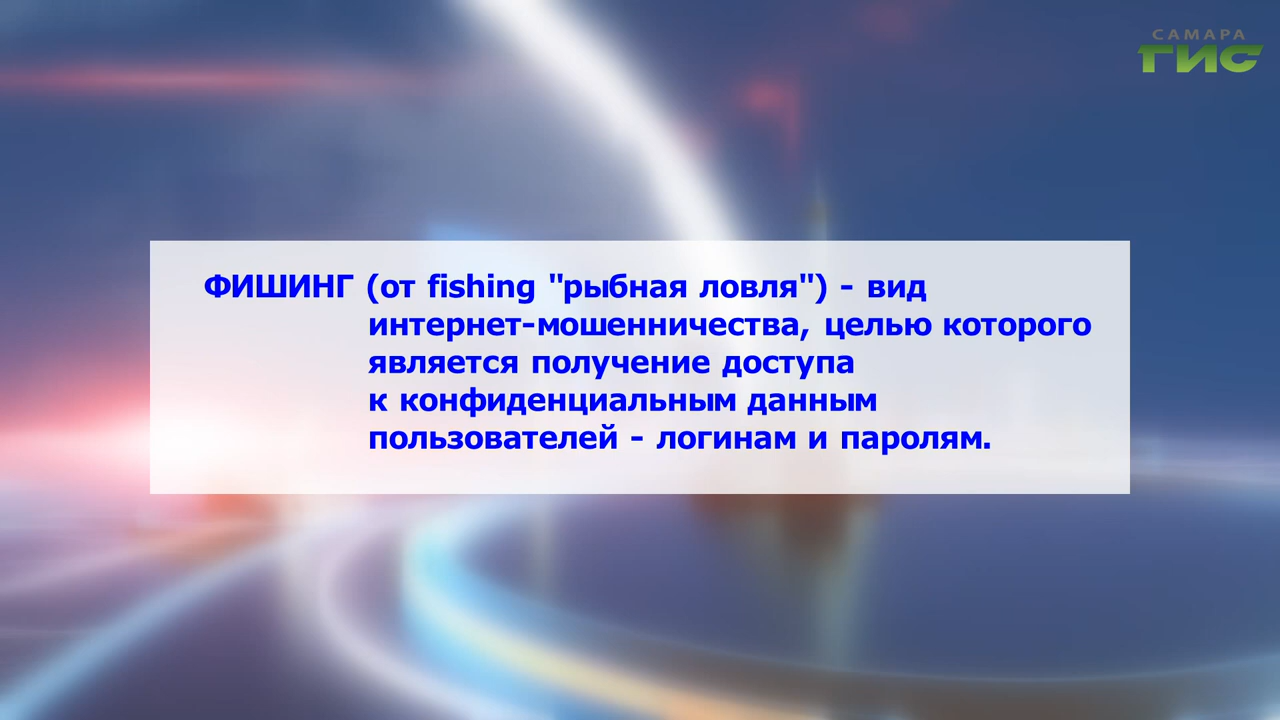 САМАРА
ГИС
ФИШИНГ (от fishing "рыбная ловля") - вид
интернет-мошенничества, целью которого
является получение доступа
к конфиденциальным данным
пользователей - логинам и паролям.